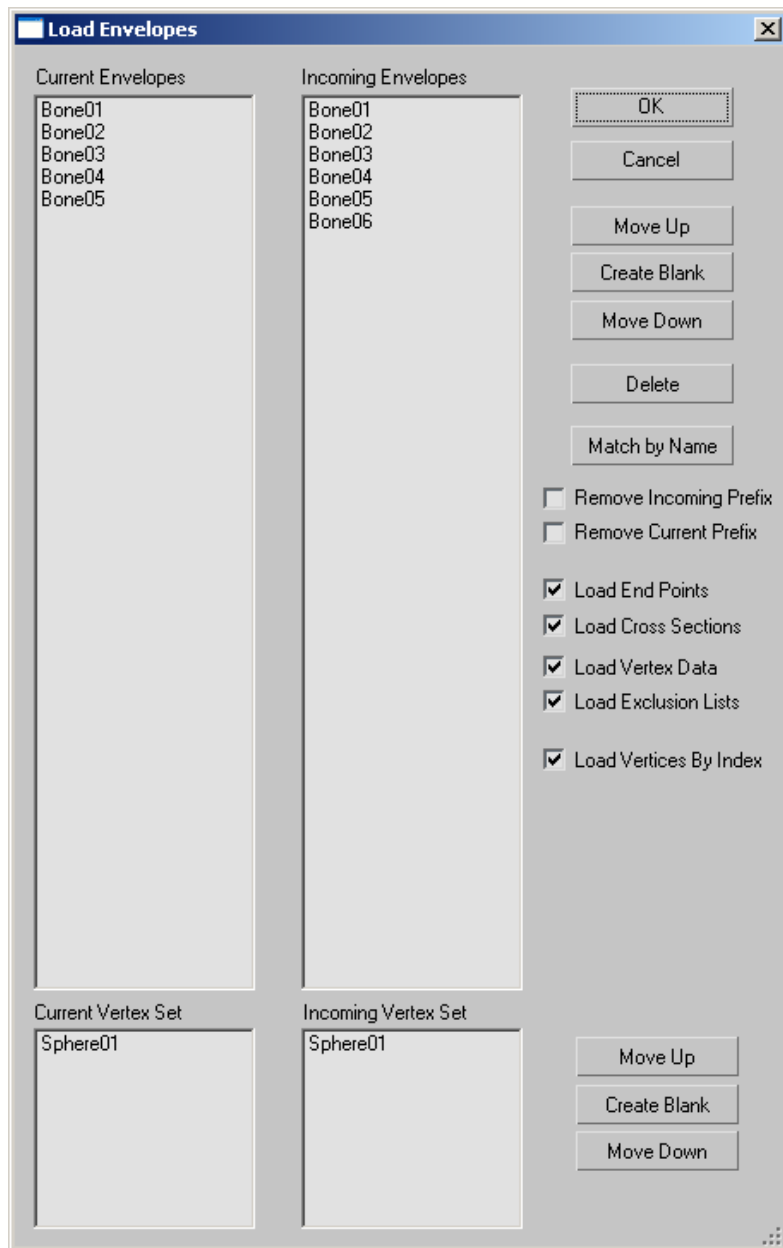 Load Envelopes
Current Envelopes
Bone01
Bone02
Bone03
Bone04
Bone05
Incoming Envelopes
Bone01
Bone02
Bone03
Bone04
Bone05
Bone06
OK
Cancel
Move Up
Create Blank
Move Down
Delete
Match by Name
Remove Incoming Prefix
Remove Current Prefix
Load End Points
Load Cross Sections
Load Vertex Data
Load Exclusion Lists
Load Vertices By Index
Current Vertex Set
Sphere01
Incoming Vertex Set
Sphere01
Move Up
Create Blank
Move Down